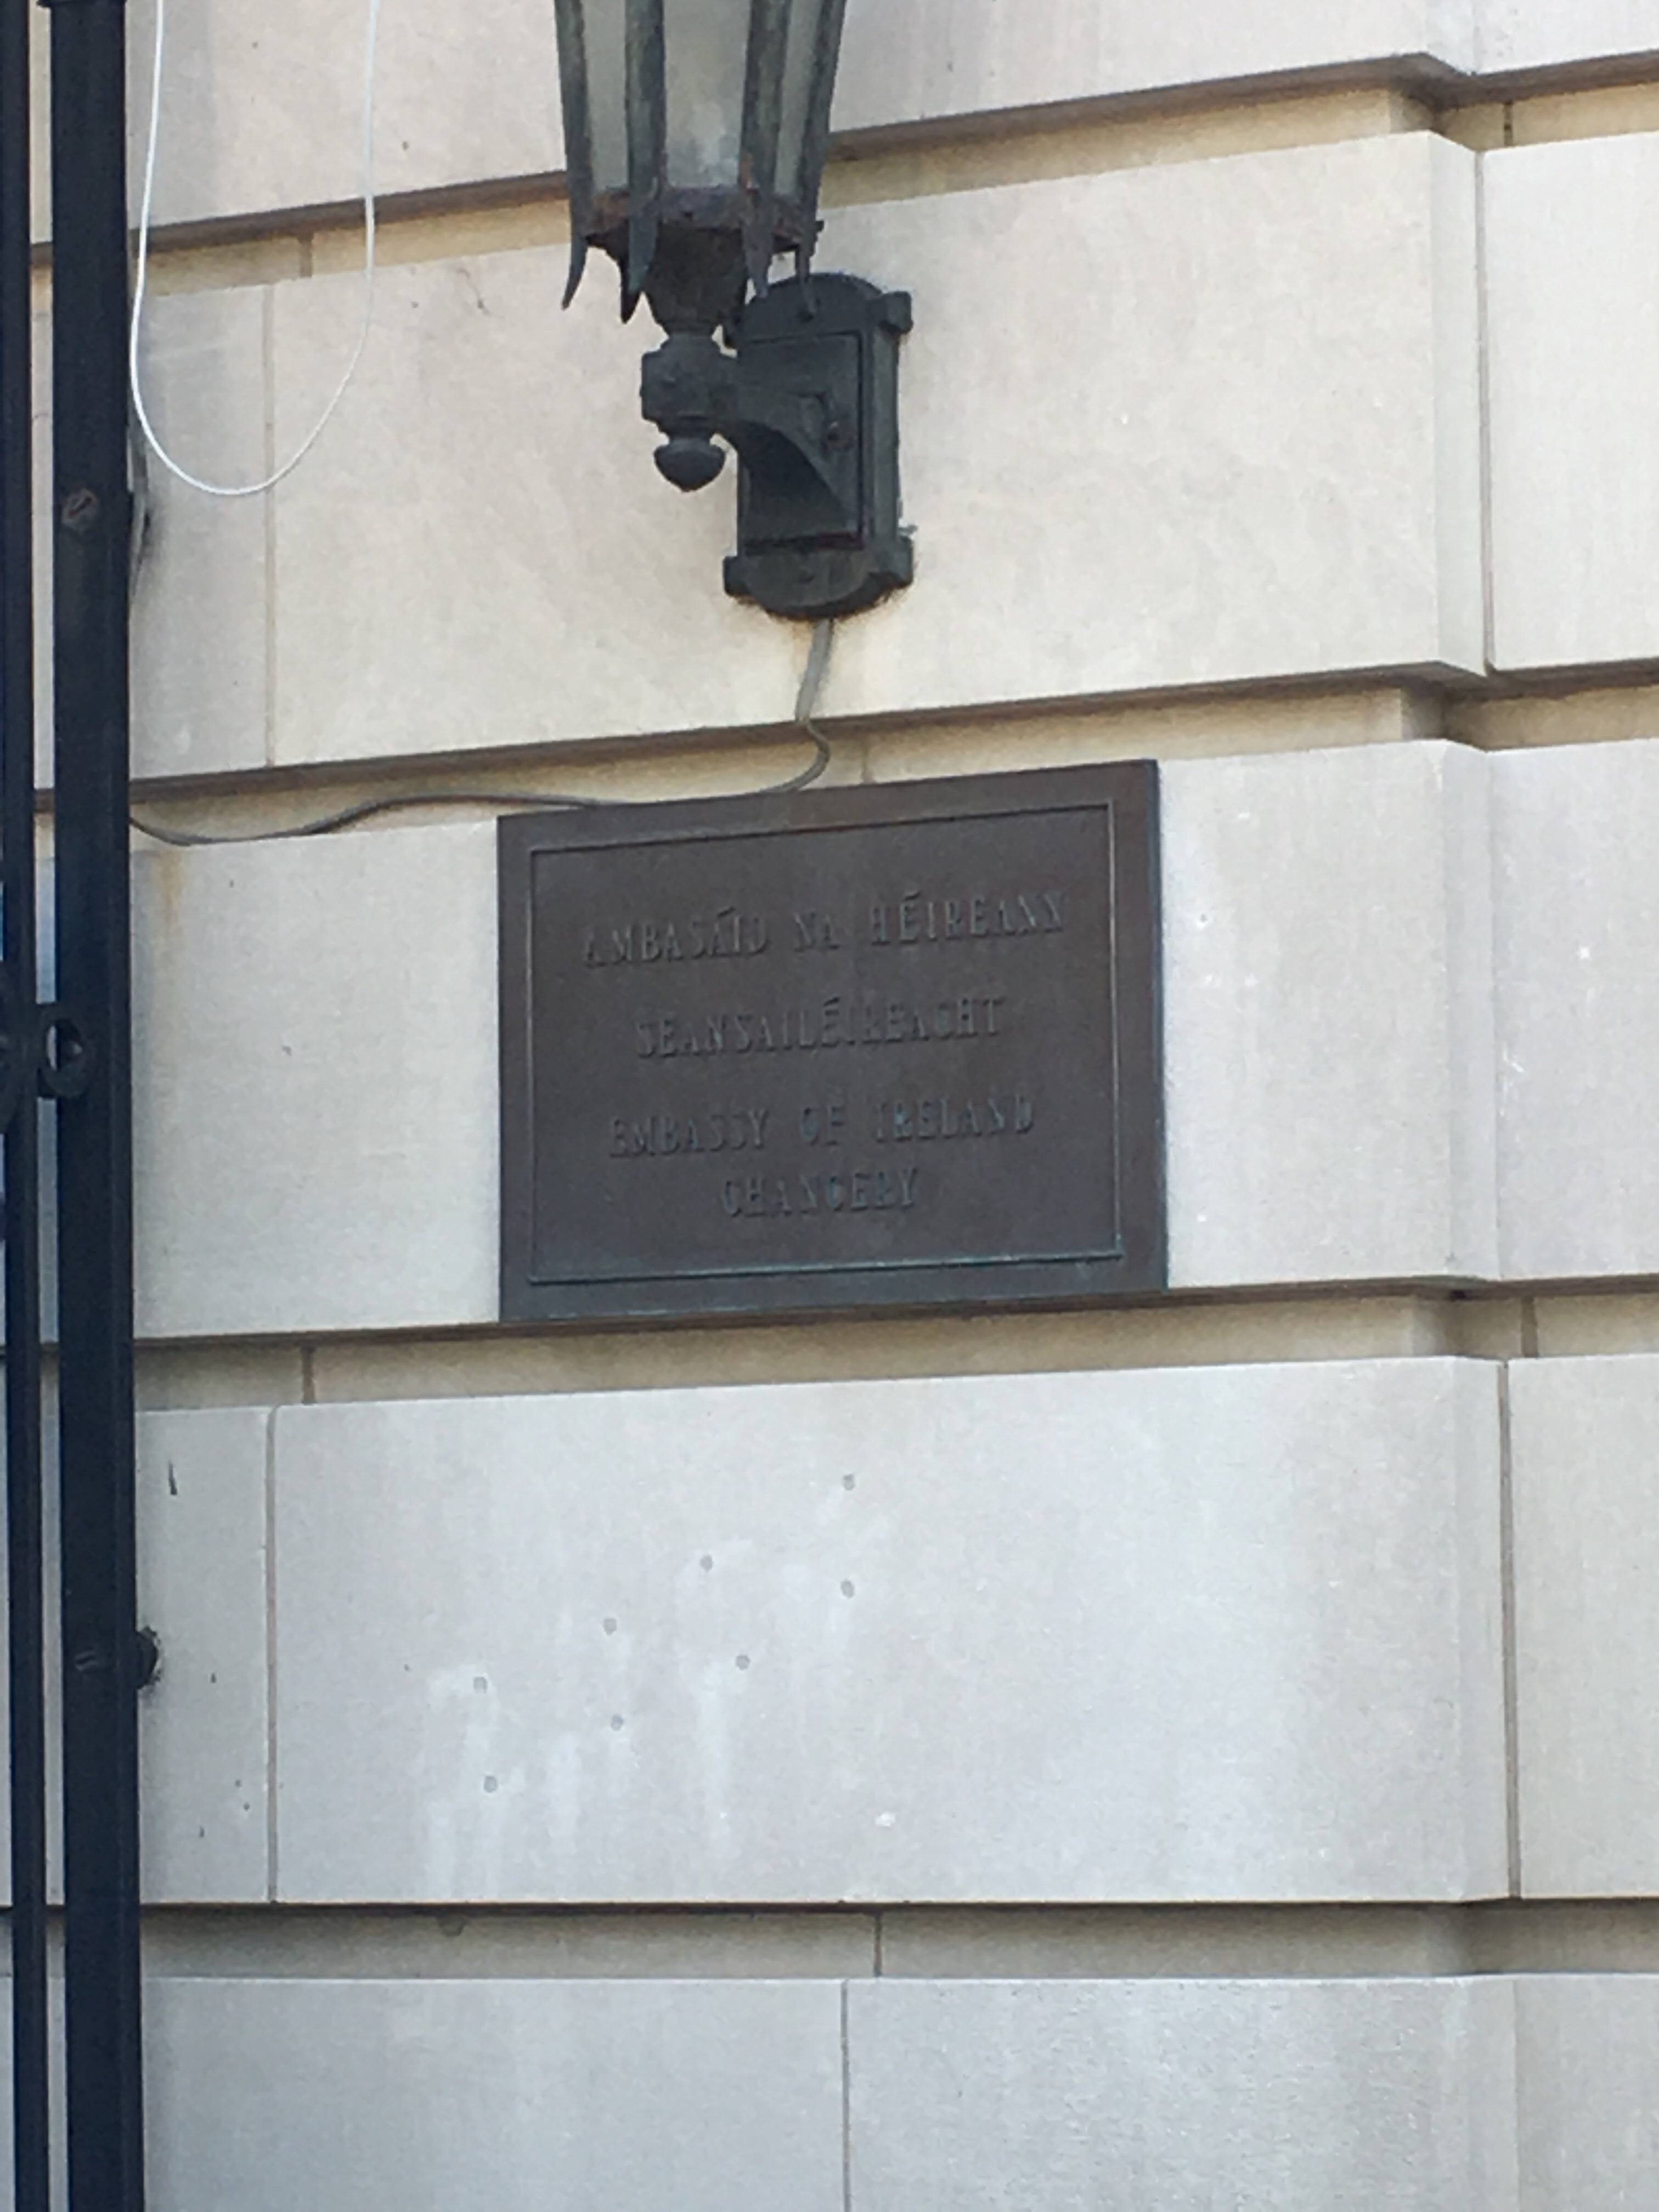 AMBASÁID NA HÉIREANN
SEANSAILÉIREACHT
EMBASSY OF IRELAND
CHANCERY